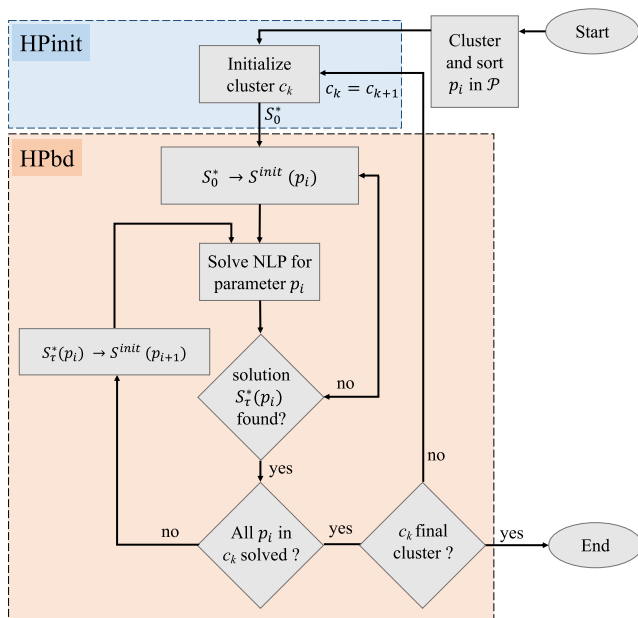 HPinit
Start
Cluster
and sort
p_i in 𝒫
Initialize
cluster c_k
c_k = c_{k+1}
S_0^*
HPbd
S_0^* → S^{init} (p_i)
Solve NLP for
parameter p_i
S_τ^*(p_i) → S^{init} (p_{i+1})
solution
S_τ^*(p_i)
found?
no
yes
no
All p_i in
c_k solved ?
yes
c_k final
cluster ?
no
yes
End